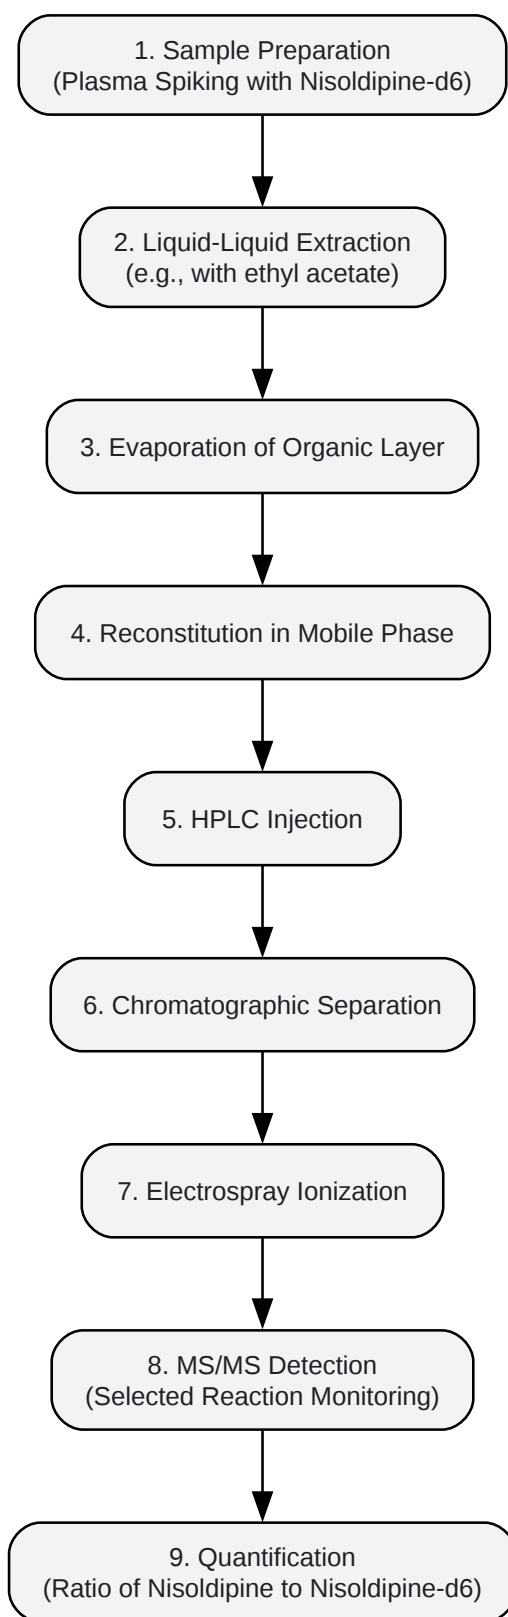 1. Sample Preparation
(Plasma Spiking with Nisoldipine-d6)
2. Liquid-Liquid Extraction
(e.g., with ethyl acetate)
3. Evaporation of Organic Layer
4. Reconstitution in Mobile Phase
5. HPLC Injection
6. Chromatographic Separation
7. Electrospray Ionization
8. MS/MS Detection
(Selected Reaction Monitoring)
9. Quantification
(Ratio of Nisoldipine to Nisoldipine-d6)